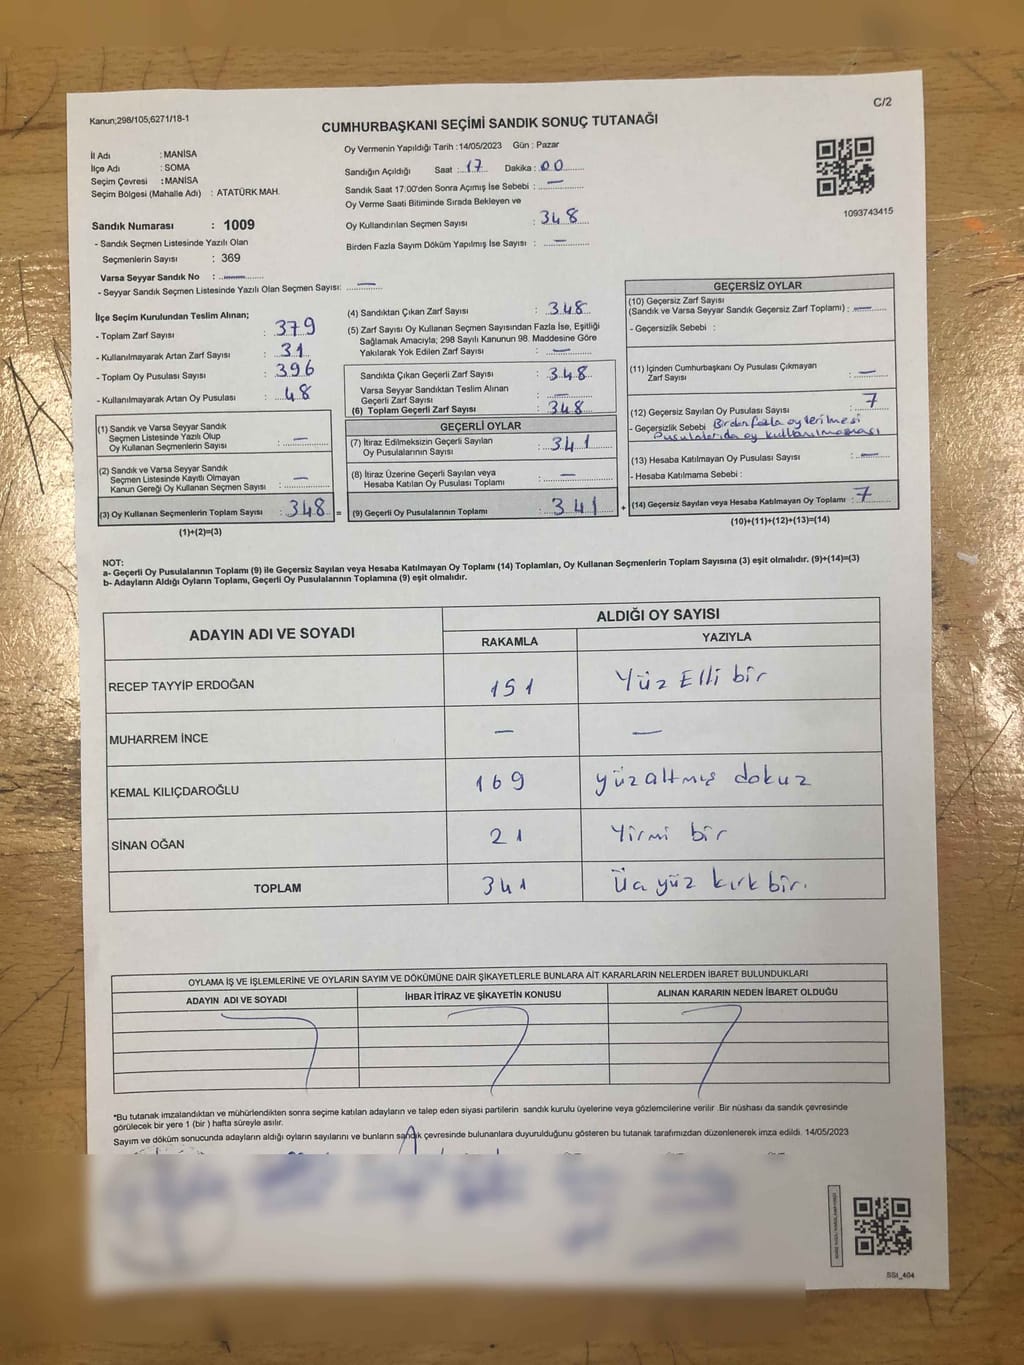 Kanun;298/105,6271/18-1
C/2
CUMHURBAŞKANI SEÇİMİ SANDIK SONUÇ TUTANAĞI
İl Adı : MANİSA
İlçe Adı : SOMA
Seçim Çevresi : MANİSA
Seçim Bölgesi (Mahalle Adı) : ATATÜRK MAH.
Sandık Numarası : 1009
- Sandık Seçmen Listesinde Yazılı Olan
Seçmenlerin Sayısı : 369
Varsa Seyyar Sandık No : —
- Seyyar Sandık Seçmen Listesinde Yazılı Olan Seçmen Sayısı: —
Oy Vermenin Yapıldığı Tarih :14/05/2023 Gün : Pazar
Sandığın Açıldığı Saat : 17 Dakika : 00
Sandık Saat 17:00'den Sonra Açımış İse Sebebi : —
Oy Verme Saati Bitiminde Sırada Bekleyen ve
Oy Kullandırılan Seçmen Sayısı : 348
Birden Fazla Sayım Döküm Yapılmış İse Sayısı : —
1093743415
İlçe Seçim Kurulundan Teslim Alınan;
- Toplam Zarf Sayısı : 379
- Kullanılmayarak Artan Zarf Sayısı : 31
- Toplam Oy Pusulası Sayısı : 396
- Kullanılmayarak Artan Oy Pusulası : 48
(1) Sandık ve Varsa Seyyar Sandık
Seçmen Listesinde Yazılı Olup
Oy Kullanan Seçmenlerin Sayısı : —
(2) Sandık ve Varsa Seyyar Sandık
Seçmen Listesinde Kayıtlı Olmayan
Kanun Gereği Oy Kullanan Seçmen Sayısı : —
(3) Oy Kullanan Seçmenlerin Toplam Sayısı : 348 =
(1)+(2)=(3)
(4) Sandıktan Çıkan Zarf Sayısı : 348
(5) Zarf Sayısı Oy Kullanan Seçmen Sayısından Fazla İse, Eşitliği
Sağlamak Amacıyla; 298 Sayılı Kanunun 98. Maddesine Göre
Yakılarak Yok Edilen Zarf Sayısı : —
Sandıkta Çıkan Geçerli Zarf Sayısı : 348
Varsa Seyyar Sandıktan Teslim Alınan
Geçerli Zarf Sayısı : —
(6) Toplam Geçerli Zarf Sayısı : 348
GEÇERLİ OYLAR
(7) İtiraz Edilmeksizin Geçerli Sayılan
Oy Pusulalarının Sayısı : 341
(8) İtiraz Üzerine Geçerli Sayılan veya
Hesaba Katılan Oy Pusulası Toplamı : —
(9) Geçerli Oy Pusulalarının Toplamı : 341 +
GEÇERSİZ OYLAR
(10) Geçersiz Zarf Sayısı
(Sandık ve Varsa Seyyar Sandık Geçersiz Zarf Toplamı) : —
- Geçersizlik Sebebi :
(11) İçinden Cumhurbaşkanı Oy Pusulası Çıkmayan
Zarf Sayısı : —
(12) Geçersiz Sayılan Oy Pusulası Sayısı : 7
- Geçersizlik Sebebi Birden fazla oy verilmesi
Pusulalarıda oy kullanılmaması
(13) Hesaba Katılmayan Oy Pusulası Sayısı : —
- Hesaba Katılmama Sebebi :
(14) Geçersiz Sayılan veya Hesaba Katılmayan Oy Toplamı : 7
(10)+(11)+(12)+(13)=(14)
NOT:
a- Geçerli Oy Pusulalarının Toplamı (9) ile Geçersiz Sayılan veya Hesaba Katılmayan Oy Toplamı (14) Toplamları, Oy Kullanan Seçmenlerin Toplam Sayısına (3) eşit olmalıdır. (9)+(14)=(3)
b- Adayların Aldığı Oyların Toplamı, Geçerli Oy Pusulalarının Toplamına (9) eşit olmalıdır.
ADAYIN ADI VE SOYADI
ALDIĞI OY SAYISI
RAKAMLA YAZIYLA
RECEP TAYYİP ERDOĞAN 151 Yüz Elli bir
MUHARREM İNCE — —
KEMAL KILIÇDAROĞLU 169 yüzaltmış dokuz
SİNAN OĞAN 21 Yirmi bir
TOPLAM 341 Üç yüz kırk bir.
OYLAMA İŞ VE İŞLEMLERİNE VE OYLARIN SAYIM VE DÖKÜMÜNE DAİR ŞİKAYETLERLE BUNLARA AİT KARARLARIN NELERDEN İBARET BULUNDUKLARI
ADAYIN ADI VE SOYADI İHBAR İTİRAZ VE ŞİKAYETİN KONUSU ALINAN KARARIN NEDEN İBARET OLDUĞU
*Bu tutanak imzalandıktan ve mühürlendikten sonra seçime katılan adayların ve talep eden siyasi partilerin sandık kurulu üyelerine veya gözlemcilerine verilir .Bir nüshası da sandık çevresinde
görülecek bir yere 1 (bir ) hafta süreyle asılır.
Sayım ve döküm sonucunda adayların aldığı oyların sayılarını ve bunların sandık çevresinde bulunanlara duyurulduğunu gösteren bu tutanak tarafımızdan düzenlenerek imza edildi. 14/05/2023
SSt_404